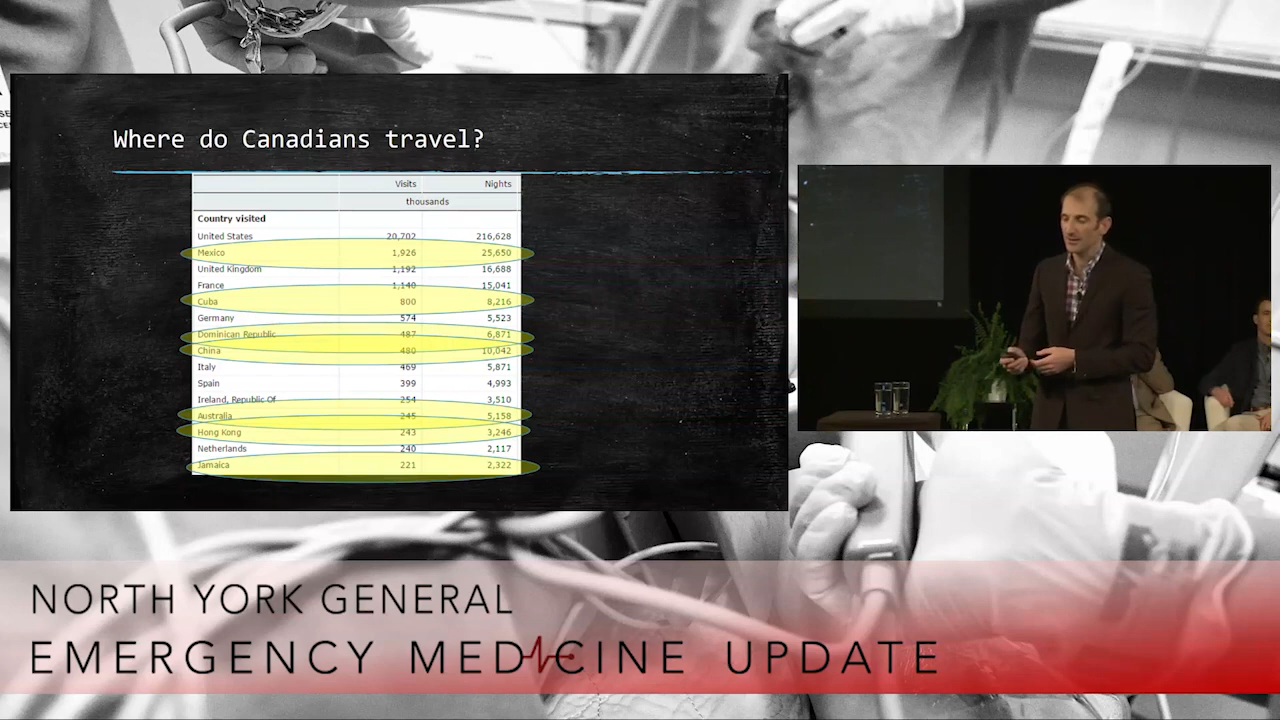 Where do Canadians travel?
Visits Nights
thousands
Country visited
United States 20,702 216,628
Mexico 1,926 25,650
United Kingdom 1,192 16,688
France 1,140 15,041
Cuba 800 8,216
Germany 574 5,523
Dominican Republic 487 6,871
China 480 10,042
Italy 469 5,871
Spain 399 4,993
Ireland, Republic Of 254 3,510
Australia 245 5,158
Hong Kong 243 3,246
Netherlands 240 2,117
Jamaica 221 2,322
NORTH YORK GENERAL
EMERGENCY MEDICINE UPDATE